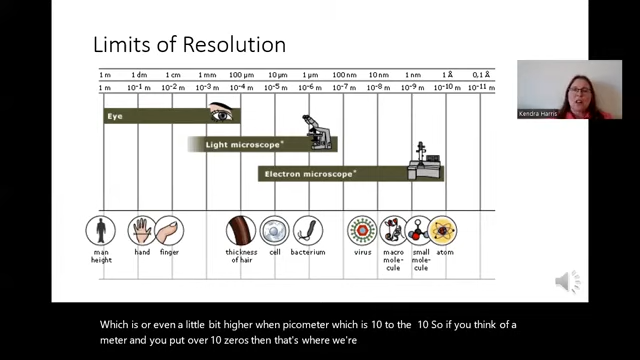 Limits of Resolution
1 m 1 dm 1 cm 1 mm 100 µm 10 µm 1 µm 100 nm 10 nm 1 nm 1 Å 0,1 Å
1 m 10⁻¹ m 10⁻² m 10⁻³ m 10⁻⁴ m 10⁻⁵ m 10⁻⁶ m 10⁻⁷ m 10⁻⁸ m 10⁻⁹ m 10⁻¹⁰ m 10⁻¹¹ m
Eye
Light microscope*
Electron microscope*
man hand finger thickness cell bacterium virus macro small atom
height of hair mole- mole-
cule cule
Kendra Harris
Which is or even a little bit higher when picometer which is 10 to the 10 So if you think of a
meter and you put over 10 zeros then that's where we're